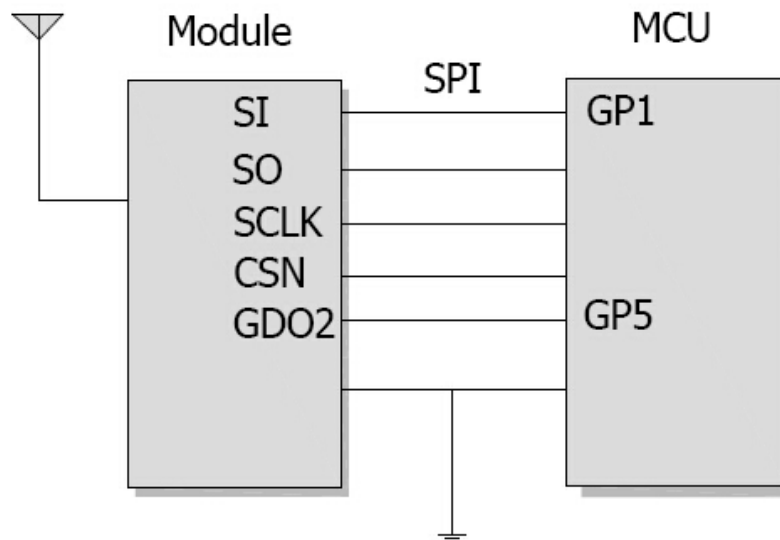 Module
MCU
SPI
SI
GP1
SO
SCLK
CSN
GDO2
GP5